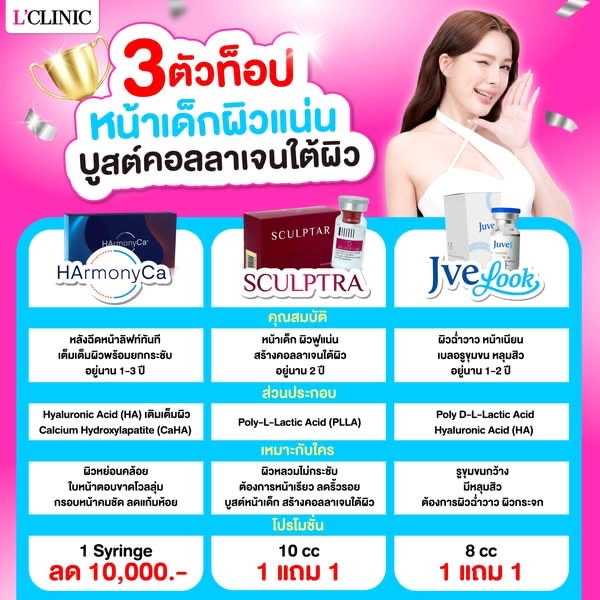 L'CLINIC
3ตัวท็อป
หน้าเด็กผิวแน่น
บูสต์คอลลาเจนใต้ผิว
HArmonyCa
HArmonyCa
SCULPTAR
SCULPTRA
Juve
Juve
JveLook
คุณสมบัติ
หลังฉีดหน้าลิฟท์ทันที
เต็มเติมผิวพร้อมยกกระชับ
อยู่นาน 1-3 ปี
หน้าเด็ก ผิวฟูแน่น
สร้างคอลลาเจนใต้ผิว
อยู่นาน 2 ปี
ผิวฉ่ำวาว หน้าเนียน
เบลอรูขุมขน หลุมสิว
อยู่นาน 1-2 ปี
ส่วนประกอบ
Hyaluronic Acid (HA) เติมเต็มผิว
Calcium Hydroxylapatite (CaHA)
Poly-L-Lactic Acid (PLLA)
Poly D-L-Lactic Acid
Hyaluronic Acid (HA)
เหมาะกับใคร
ผิวหย่อนคล้อย
ใบหน้าตอบขาดโวลลุ่ม
กรอบหน้าคมชัด ลดแก้มห้อย
ผิวหลวมไม่กระชับ
ต้องการหน้าเรียว ลดริ้วรอย
บูสต์หน้าเด็ก สร้างคอลลาเจนใต้ผิว
รูขุมขนกว้าง
มีหลุมสิว
ต้องการผิวฉ่ำวาว ผิวกระจก
โปรโมชั่น
1 Syringe
ลด 10,000.-
10 cc
1 แถม 1
8 cc
1 แถม 1